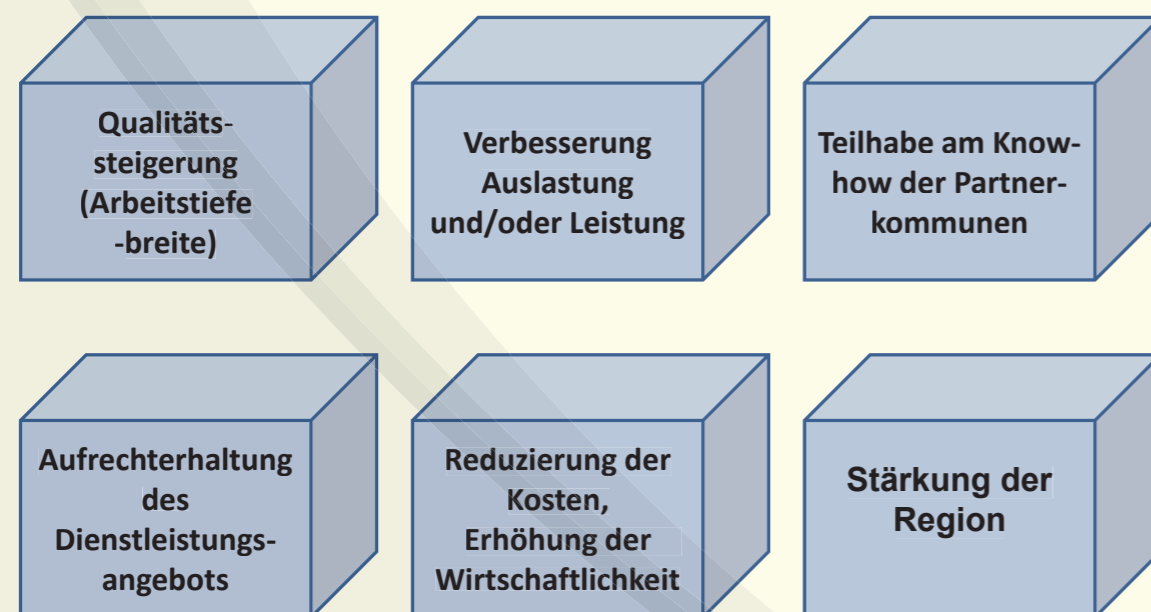 Qualitäts-
steigerung
(Arbeitstiefe
-breite)
Verbesserung
Auslastung
und/oder Leistung
Teilhabe am Know-
how der Partner-
kommunen
Aufrechterhaltung
des
Dienstleistungs-
angebots
Reduzierung der
Kosten,
Erhöhung der
Wirtschaftlichkeit
Stärkung der
Region